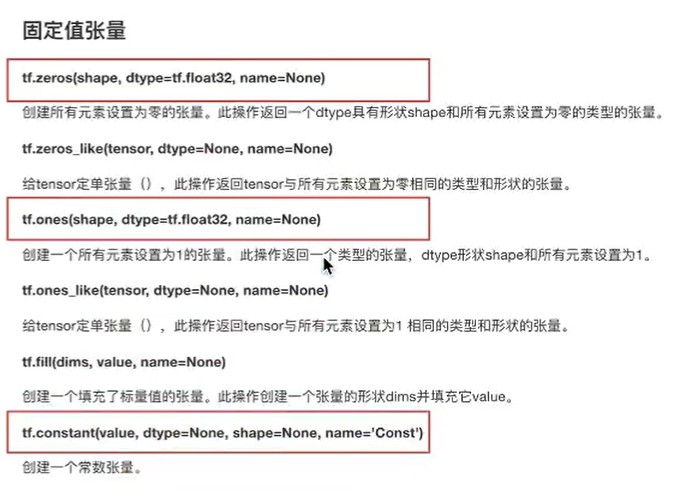 固定值张量
tf.zeros(shape, dtype=tf.float32, name=None)
创建所有元素设置为零的张量。此操作返回一个dtype具有形状shape和所有元素设置为零的类型的张量。
tf.zeros_like(tensor, dtype=None, name=None)
给tensor定单张量（），此操作返回tensor与所有元素设置为零相同的类型和形状的张量。
tf.ones(shape, dtype=tf.float32, name=None)
创建一个所有元素设置为1的张量。此操作返回一个类型的张量，dtype形状shape和所有元素设置为1。
tf.ones_like(tensor, dtype=None, name=None)
给tensor定单张量（），此操作返回tensor与所有元素设置为1 相同的类型和形状的张量。
tf.fill(dims, value, name=None)
创建一个填充了标量值的张量。此操作创建一个张量的形状dims并填充它value。
tf.constant(value, dtype=None, shape=None, name='Const')
创建一个常数张量。